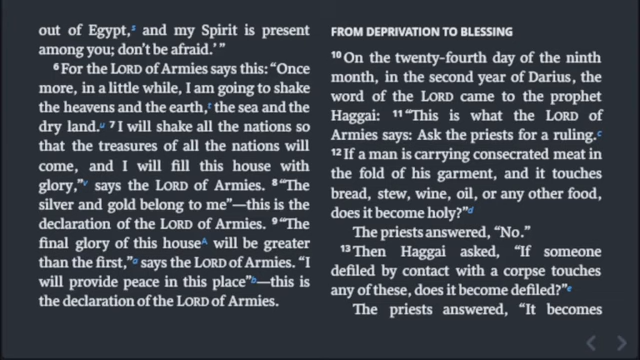 out of Egypt,s and my Spirit is present
among you; don't be afraid.' "
6 For the LORD of Armies says this: "Once
more, in a little while, I am going to shake
the heavens and the earth,t the sea and the
dry land.u 7 I will shake all the nations so
that the treasures of all the nations will
come, and I will fill this house with
glory,"v says the LORD of Armies. 8 "The
silver and gold belong to me"—this is the
declaration of the LORD of Armies. 9 "The
final glory of this houseA will be greater
than the first,"a says the LORD of Armies. "I
will provide peace in this place"b—this is
the declaration of the LORD of Armies.
FROM DEPRIVATION TO BLESSING
10 On the twenty-fourth day of the ninth
month, in the second year of Darius, the
word of the LORD came to the prophet
Haggai: 11 "This is what the LORD of
Armies says: Ask the priests for a ruling.c
12 If a man is carrying consecrated meat in
the fold of his garment, and it touches
bread, stew, wine, oil, or any other food,
does it become holy?"d
The priests answered, "No."
13 Then Haggai asked, "If someone
defiled by contact with a corpse touches
any of these, does it become defiled?"e
The priests answered, "It becomes